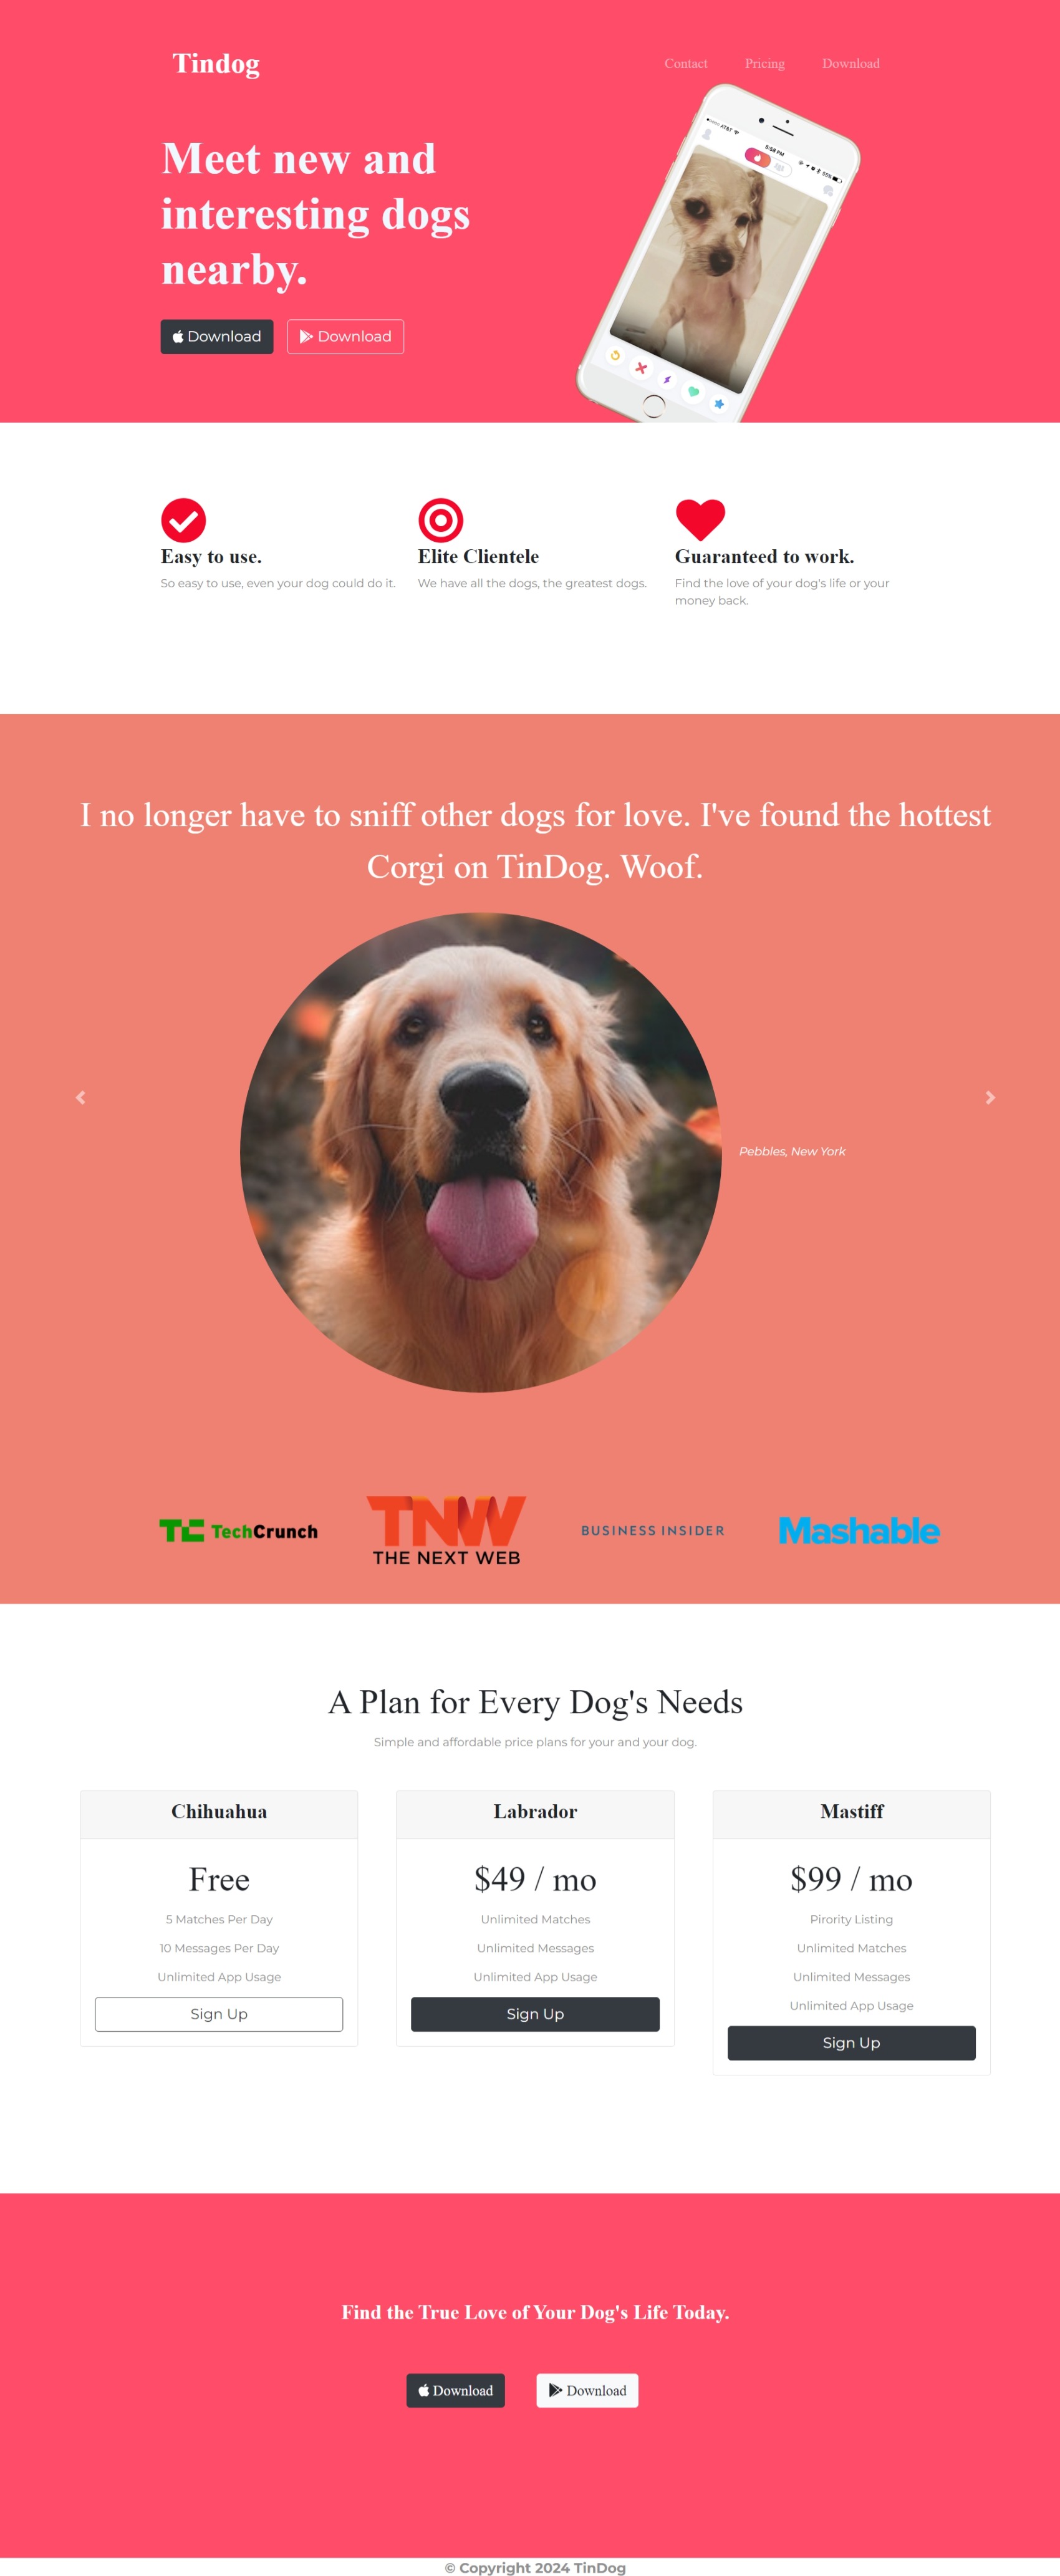 Tindog
Contact Pricing Download
Meet new and
interesting dogs
nearby.
Download Download
AT&T 5:58 PM 55%
Easy to use.
So easy to use, even your dog could do it.
Elite Clientele
We have all the dogs, the greatest dogs.
Guaranteed to work.
Find the love of your dog's life or your
money back.
I no longer have to sniff other dogs for love. I've found the hottest
Corgi on TinDog. Woof.
Pebbles, New York
TC TechCrunch
TNW
THE NEXT WEB
BUSINESS INSIDER
Mashable
A Plan for Every Dog's Needs
Simple and affordable price plans for your and your dog.
Chihuahua
Free
5 Matches Per Day
10 Messages Per Day
Unlimited App Usage
Sign Up
Labrador
$49 / mo
Unlimited Matches
Unlimited Messages
Unlimited App Usage
Sign Up
Mastiff
$99 / mo
Pirority Listing
Unlimited Matches
Unlimited Messages
Unlimited App Usage
Sign Up
Find the True Love of Your Dog's Life Today.
Download Download
© Copyright 2024 TinDog